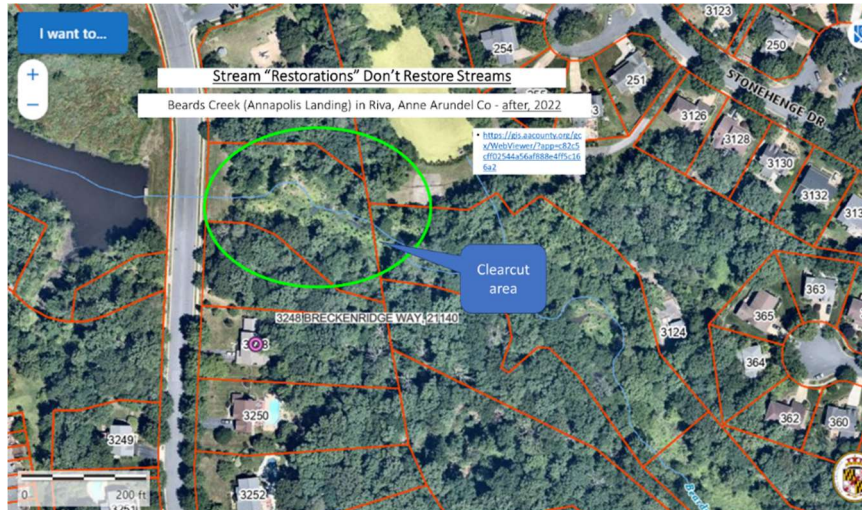 I want to...
+
−
Stream "Restorations" Don't Restore Streams
Beards Creek (Annapolis Landing) in Riva, Anne Arundel Co - after, 2022
• https://gis.aacounty.org/gc
x/WebViewer/?app=c82c5
cff02544a56af888e4ff5c16
6a2
254
251
250
3123
STONEHENGE DR
3126
3128
3130
3132
Clearcut
area
3248 BRECKENRIDGE WAY, 21140
3124
363
365
364
362
360
3250
3249
3252
0
200 ft
Beard